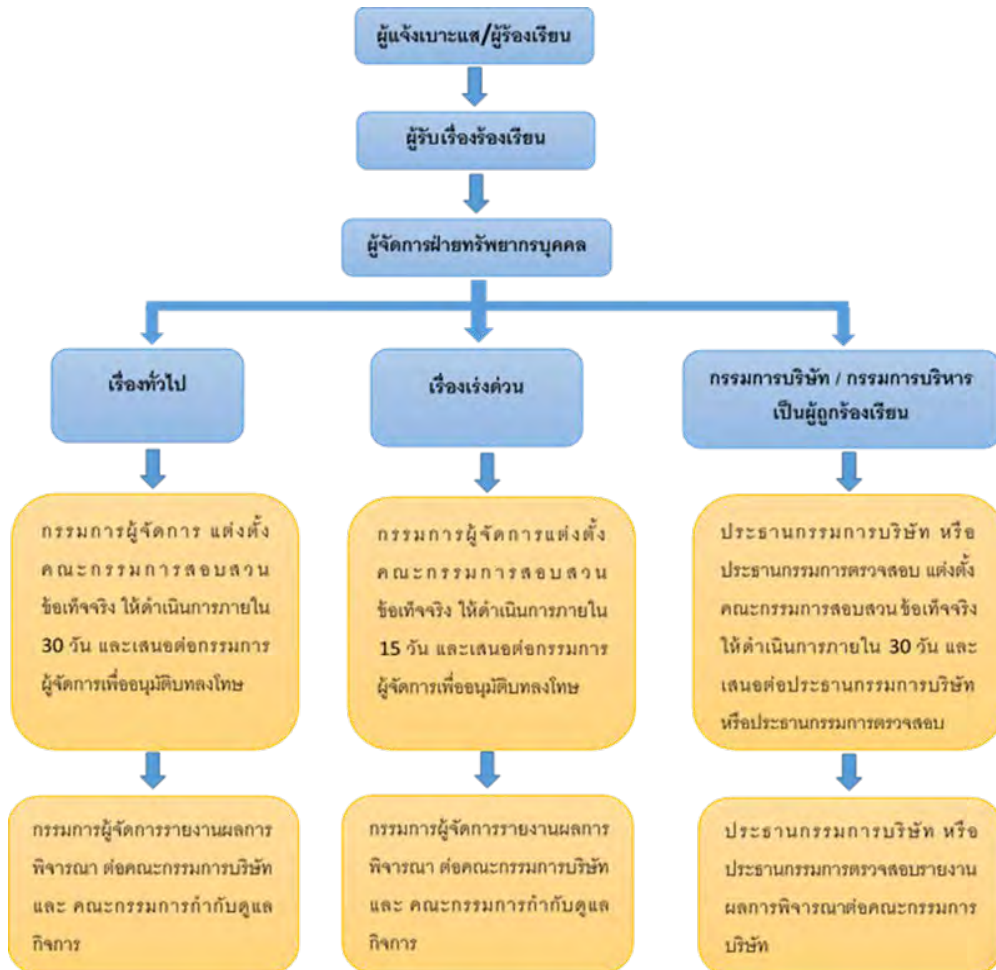 ผู้แจ้งเบาะแส/ผู้ร้องเรียน
ผู้รับเรื่องร้องเรียน
ผู้จัดการฝ่ายทรัพยากรบุคคล
เรื่องทั่วไป
เรื่องเร่งด่วน
กรรมการบริษัท / กรรมการบริหาร
เป็นผู้ถูกร้องเรียน
กรรมการผู้จัดการ แต่งตั้ง
คณะกรรมการสอบสวน
ข้อเท็จจริง ให้ดำเนินการภายใน
30 วัน และเสนอต่อกรรมการ
ผู้จัดการเพื่ออนุมัติบทลงโทษ
กรรมการผู้จัดการแต่งตั้ง
คณะกรรมการสอบสวน
ข้อเท็จจริง ให้ดำเนินการภายใน
15 วัน และเสนอต่อกรรมการ
ผู้จัดการเพื่ออนุมัติบทลงโทษ
ประธานกรรมการบริษัท หรือ
ประธานกรรมการตรวจสอบ แต่งตั้ง
คณะกรรมการสอบสวน ข้อเท็จจริง
ให้ดำเนินการภายใน 30 วัน และ
เสนอต่อประธานกรรมการบริษัท
หรือประธานกรรมการตรวจสอบ
กรรมการผู้จัดการรายงานผลการ
พิจารณา ต่อคณะกรรมการบริษัท
และ คณะกรรมการกำกับดูแล
กิจการ
กรรมการผู้จัดการรายงานผลการ
พิจารณา ต่อคณะกรรมการบริษัท
และ คณะกรรมการกำกับดูแล
กิจการ
ประธานกรรมการบริษัท หรือ
ประธานกรรมการตรวจสอบรายงาน
ผลการพิจารณาต่อคณะกรรมการ
บริษัท